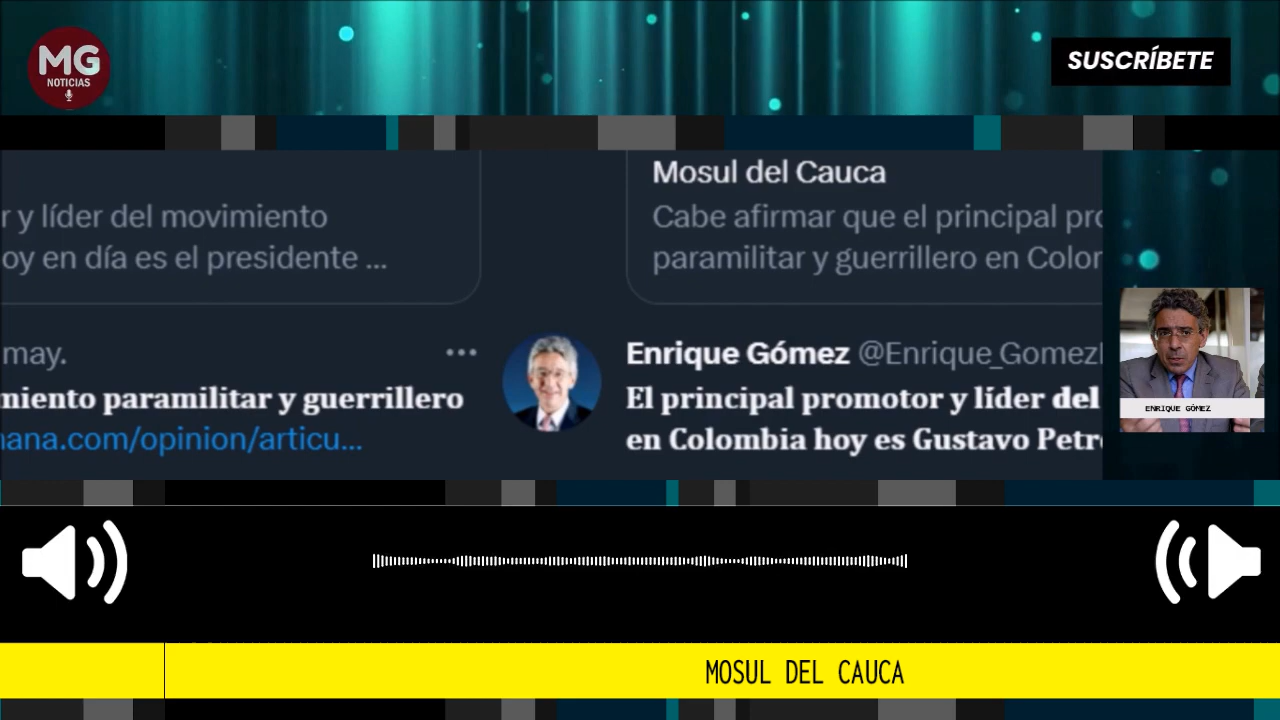 MG
NOTICIAS
SUSCRÍBETE
r y líder del movimiento
oy en día es el presidente ...
may.
miento paramilitar y guerrillero
nana.com/opinion/articu...
Mosul del Cauca
Cabe afirmar que el principal pro
paramilitar y guerrillero en Color
Enrique Gómez @Enrique_Gomez
El principal promotor y líder del
en Colombia hoy es Gustavo Petro
ENRIQUE GÓMEZ
MOSUL DEL CAUCA